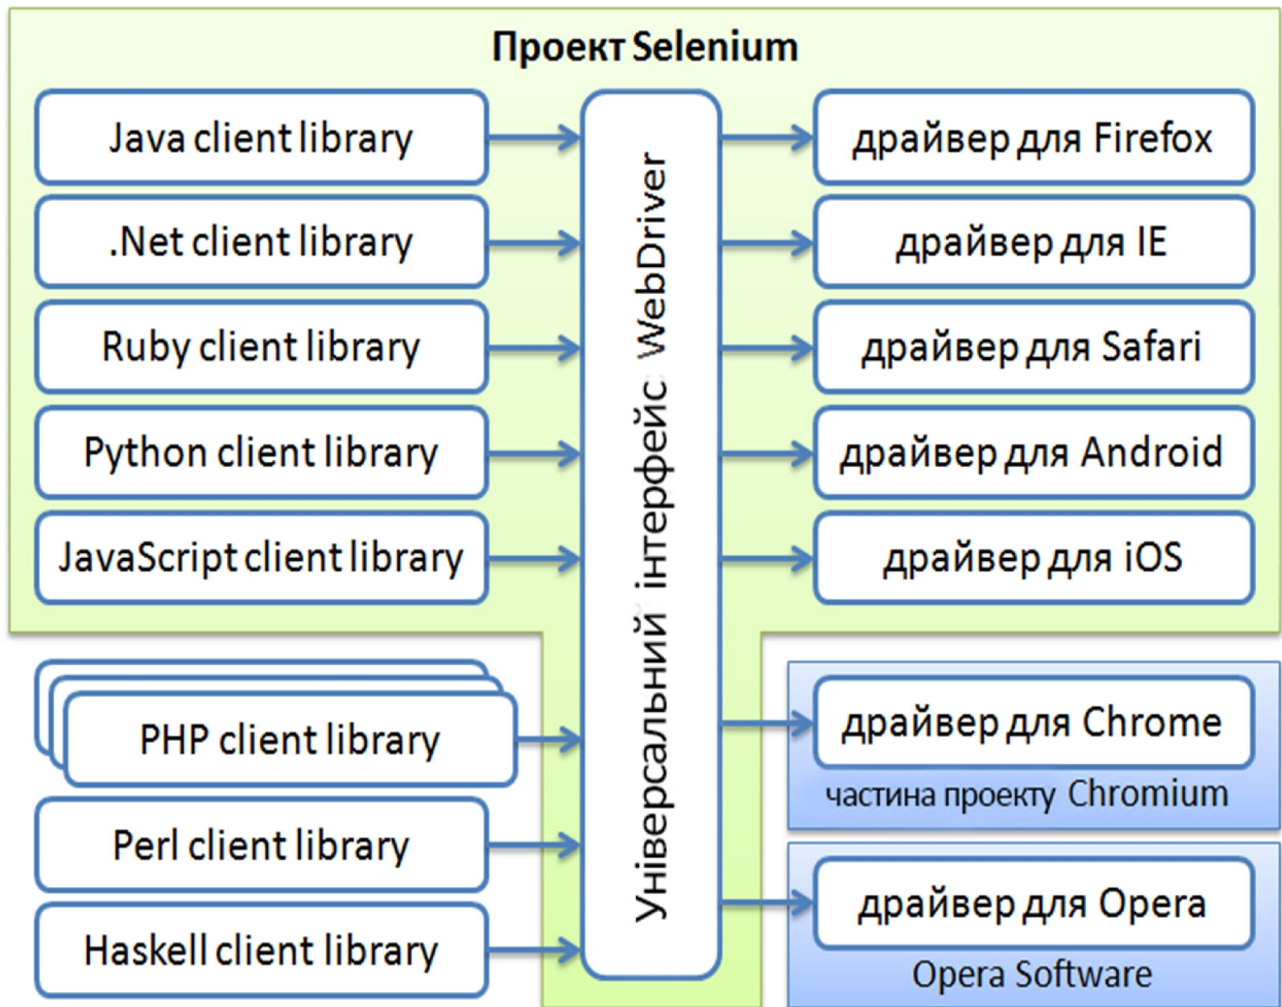 Проект Selenium
Java client library
.Net client library
Ruby client library
Python client library
JavaScript client library
PHP client library
Perl client library
Haskell client library
Універсальний інтерфейс WebDriver
драйвер для Firefox
драйвер для IE
драйвер для Safari
драйвер для Android
драйвер для iOS
драйвер для Chrome
частина проекту Chromium
драйвер для Opera
Opera Software